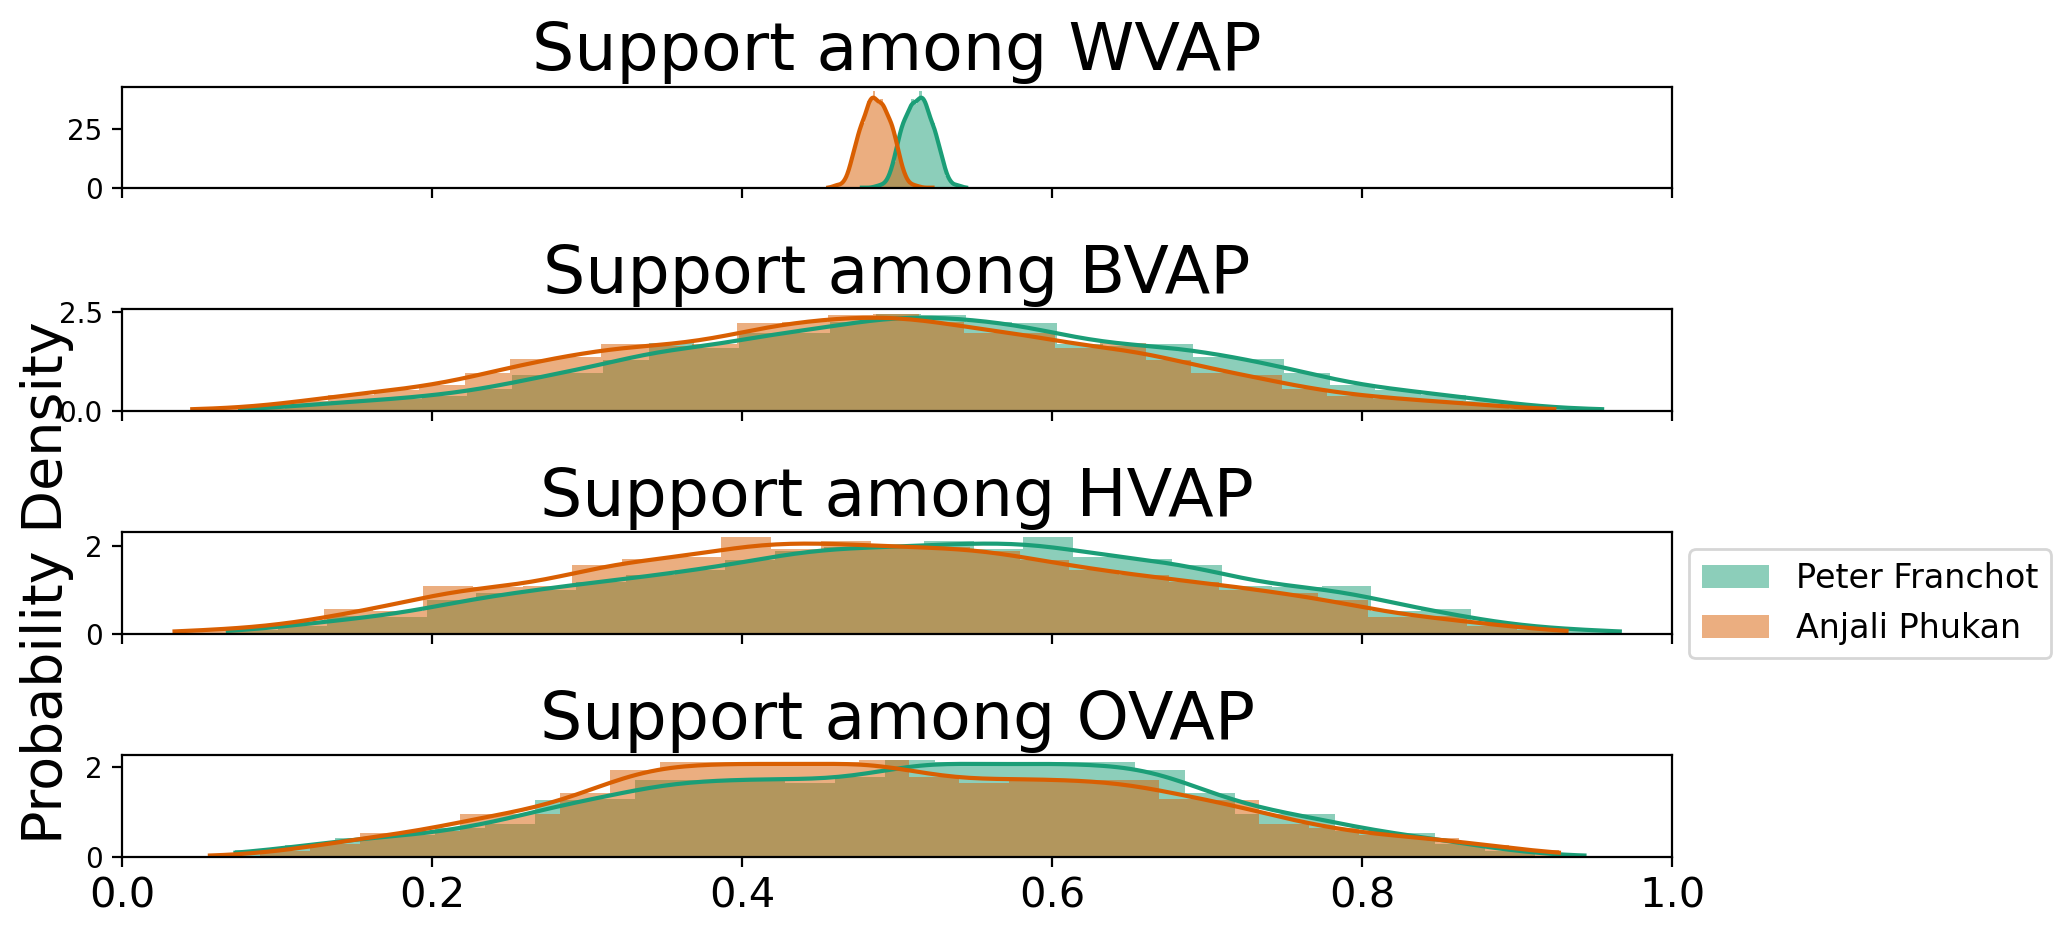 Support among WVAP
25
0
Support among BVAP
2.5
0.0
Support among HVAP
2
0
Support among OVAP
2
0
0.0 0.2 0.4 0.6 0.8 1.0
Probability Density
Peter Franchot
Anjali Phukan